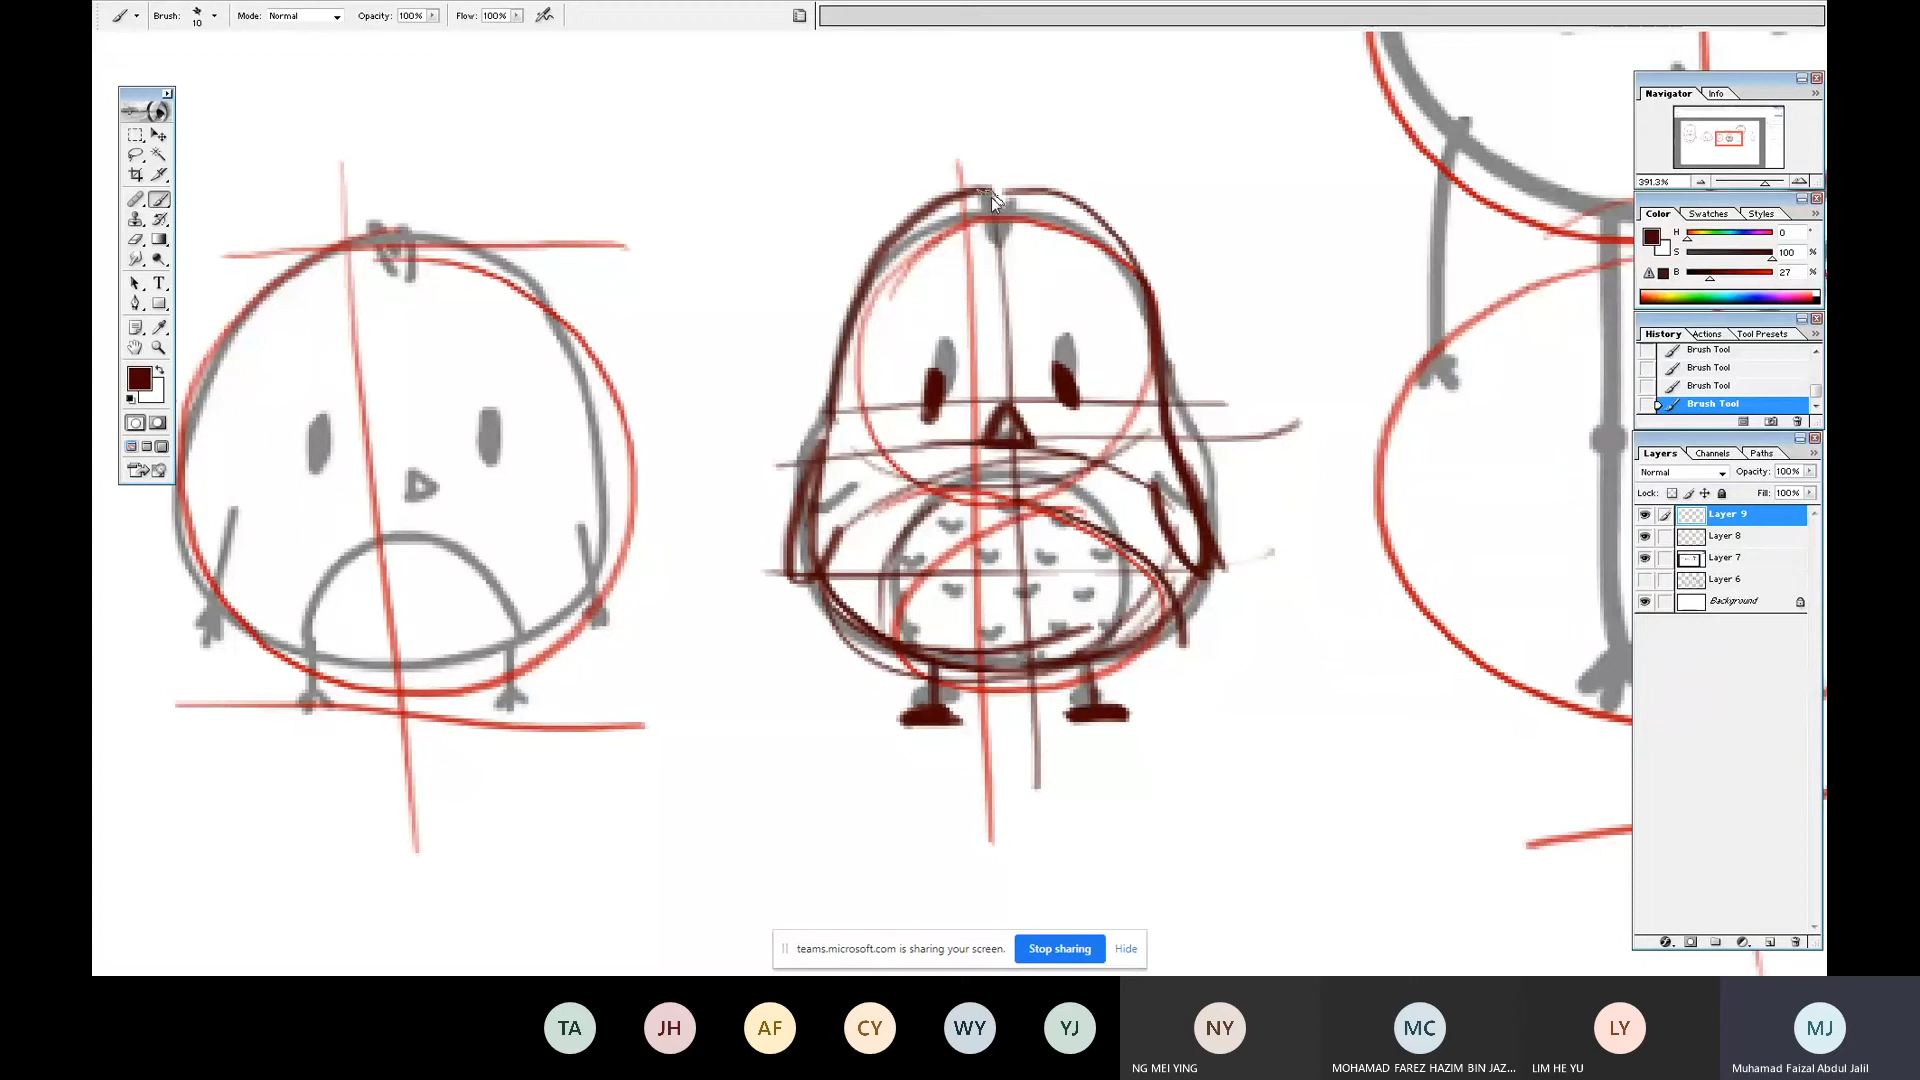 Brush: 10 Mode: Normal Opacity: 100% Flow: 100%
Navigator Info
391.3%
Color Swatches Styles
H 0 °
S 100 %
B 27 %
History Actions Tool Presets
Brush Tool
Brush Tool
Brush Tool
Brush Tool
Layers Channels Paths
Normal Opacity: 100%
Lock: Fill: 100%
Layer 9
Layer 8
Layer 7
Layer 6
Background
T
teams.microsoft.com is sharing your screen. Stop sharing Hide
TA JH AF CY WY YJ NY MC LY MJ
NG MEI YING MOHAMAD FAREZ HAZIM BIN JAZ... LIM HE YU Muhamad Faizal Abdul Jalil